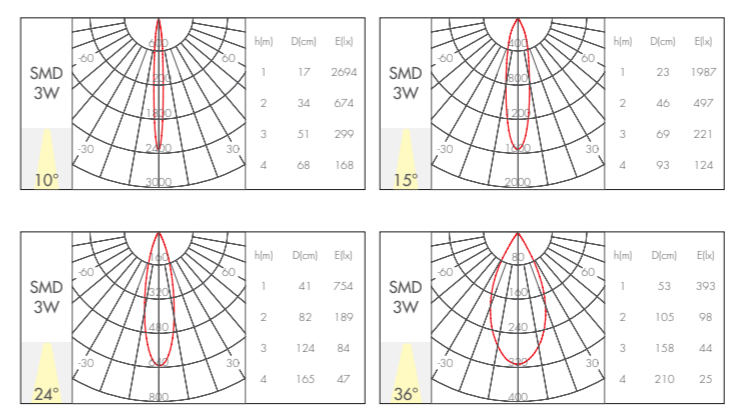 SMD
3W
10°
600
1200
1800
2400
3000
-60
60
-30
30
h(m) D(cm) E(lx)
1 17 2694
2 34 674
3 51 299
4 68 168
SMD
3W
15°
400
800
1200
1600
2000
-60
60
-30
30
h(m) D(cm) E(lx)
1 23 1987
2 46 497
3 69 221
4 93 124
SMD
3W
24°
160
320
480
640
800
-60
60
-30
30
h(m) D(cm) E(lx)
1 41 754
2 82 189
3 124 84
4 165 47
SMD
3W
36°
80
160
240
320
400
-60
60
-30
30
h(m) D(cm) E(lx)
1 53 393
2 105 98
3 158 44
4 210 25